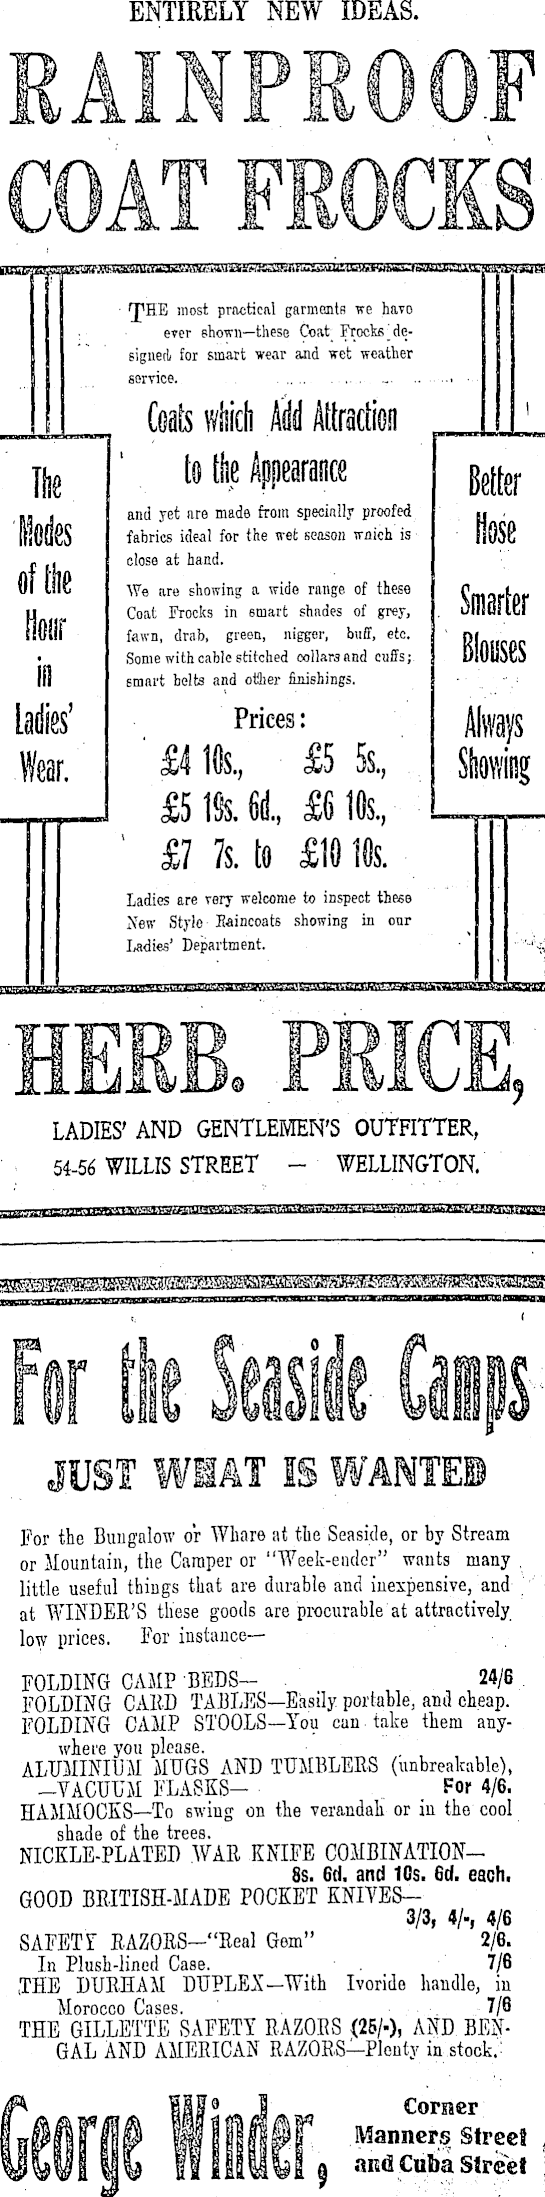 ENTIRELY NEW IDEAS.
RAINPROOF
COAT FROCKS
THE most practical garments we have
ever shown—these Coat Frocks de-
signed for smart wear and wet weather
service.
Coats which Add Attraction
to the Appearance
and yet are made from specially proofed
fabrics ideal for the wet season which is
close at hand.
We are showing a wide range of these
Coat Frocks in smart shades of grey,
fawn, drab, green, nigger, buff, etc.
Some with cable stitched collars and cuffs;
smart belts and other finishings.
Prices:
£4 10s., £5 5s.,
£5 19s. 6d., £6 10s.,
£7 7s. to £10 10s.
Ladies are very welcome to inspect these
New Style Raincoats showing in our
Ladies' Department.
The
Modes
of the
Hour
in
Ladies'
Wear.
Better
Hose
Smarter
Blouses
Always
Showing
HERB. PRICE,
LADIES' AND GENTLEMEN'S OUTFITTER,
54-56 WILLIS STREET — WELLINGTON.
For the Seaside Camps
JUST WHAT IS WANTED
For the Bungalow or Whare at the Seaside, or by Stream
or Mountain, the Camper or "Week-ender" wants many
little useful things that are durable and inexpensive, and
at WINDER'S these goods are procurable at attractively
low prices. For instance—
FOLDING CAMP BEDS— 24/6
FOLDING CARD TABLES—Easily portable, and cheap.
FOLDING CAMP STOOLS—You can take them any-
where you please.
ALUMINIUM MUGS AND TUMBLERS (unbreakable),
—VACUUM FLASKS— For 4/6.
HAMMOCKS—To swing on the verandah or in the cool
shade of the trees.
NICKLE-PLATED WAR KNIFE COMBINATION—
8s. 6d. and 10s. 6d. each.
GOOD BRITISH-MADE POCKET KNIVES—
3/3, 4/-, 4/6
SAFETY RAZORS—"Real Gem" 2/6.
In Plush-lined Case. 7/6
THE DURHAM DUPLEX—With Ivoride handle, in
Morocco Cases. 7/6
THE GILLETTE SAFETY RAZORS (25/-), AND BEN-
GAL AND AMERICAN RAZORS—Plenty in stock.
George Winder,
Corner
Manners Street
and Cuba Street